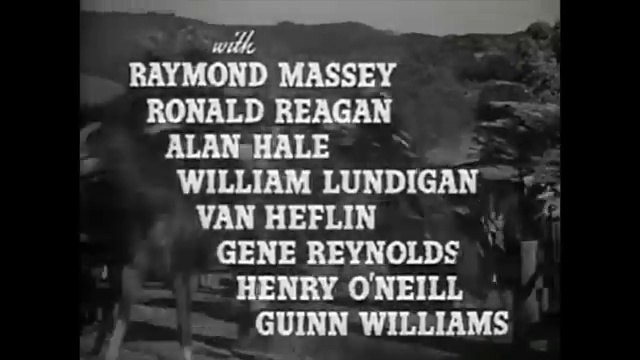 with
RAYMOND MASSEY
RONALD REAGAN
ALAN HALE
WILLIAM LUNDIGAN
VAN HEFLIN
GENE REYNOLDS
HENRY O'NEILL
GUINN WILLIAMS